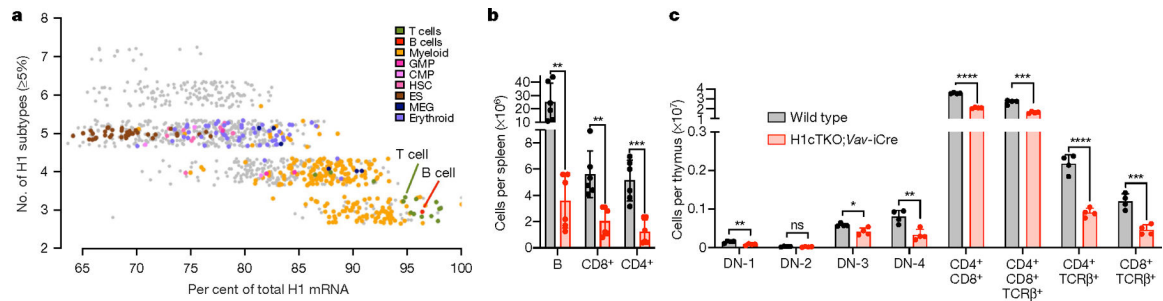 a
No. of H1 subtypes (≥5%)
8
7
6
5
4
3
2
65 70 75 80 85 90 95 100
Per cent of total H1 mRNA
T cells
B cells
Myeloid
GMP
CMP
HSC
ES
MEG
Erythroid
T cell
B cell
b
Cells per spleen (×10⁶)
40
30
20
10
8
6
4
2
0
** ** ***
B CD8⁺ CD4⁺
c
Cells per thymus (×10⁷)
4
3
2
1
0.3
0.2
0.1
0
Wild type
H1cTKO;Vav-iCre
** ns * ** **** *** **** ***
DN-1 DN-2 DN-3 DN-4 CD4⁺ CD4⁺ CD4⁺ CD8⁺
CD8⁺ CD8⁺ TCRβ⁺ TCRβ⁺
TCRβ⁺